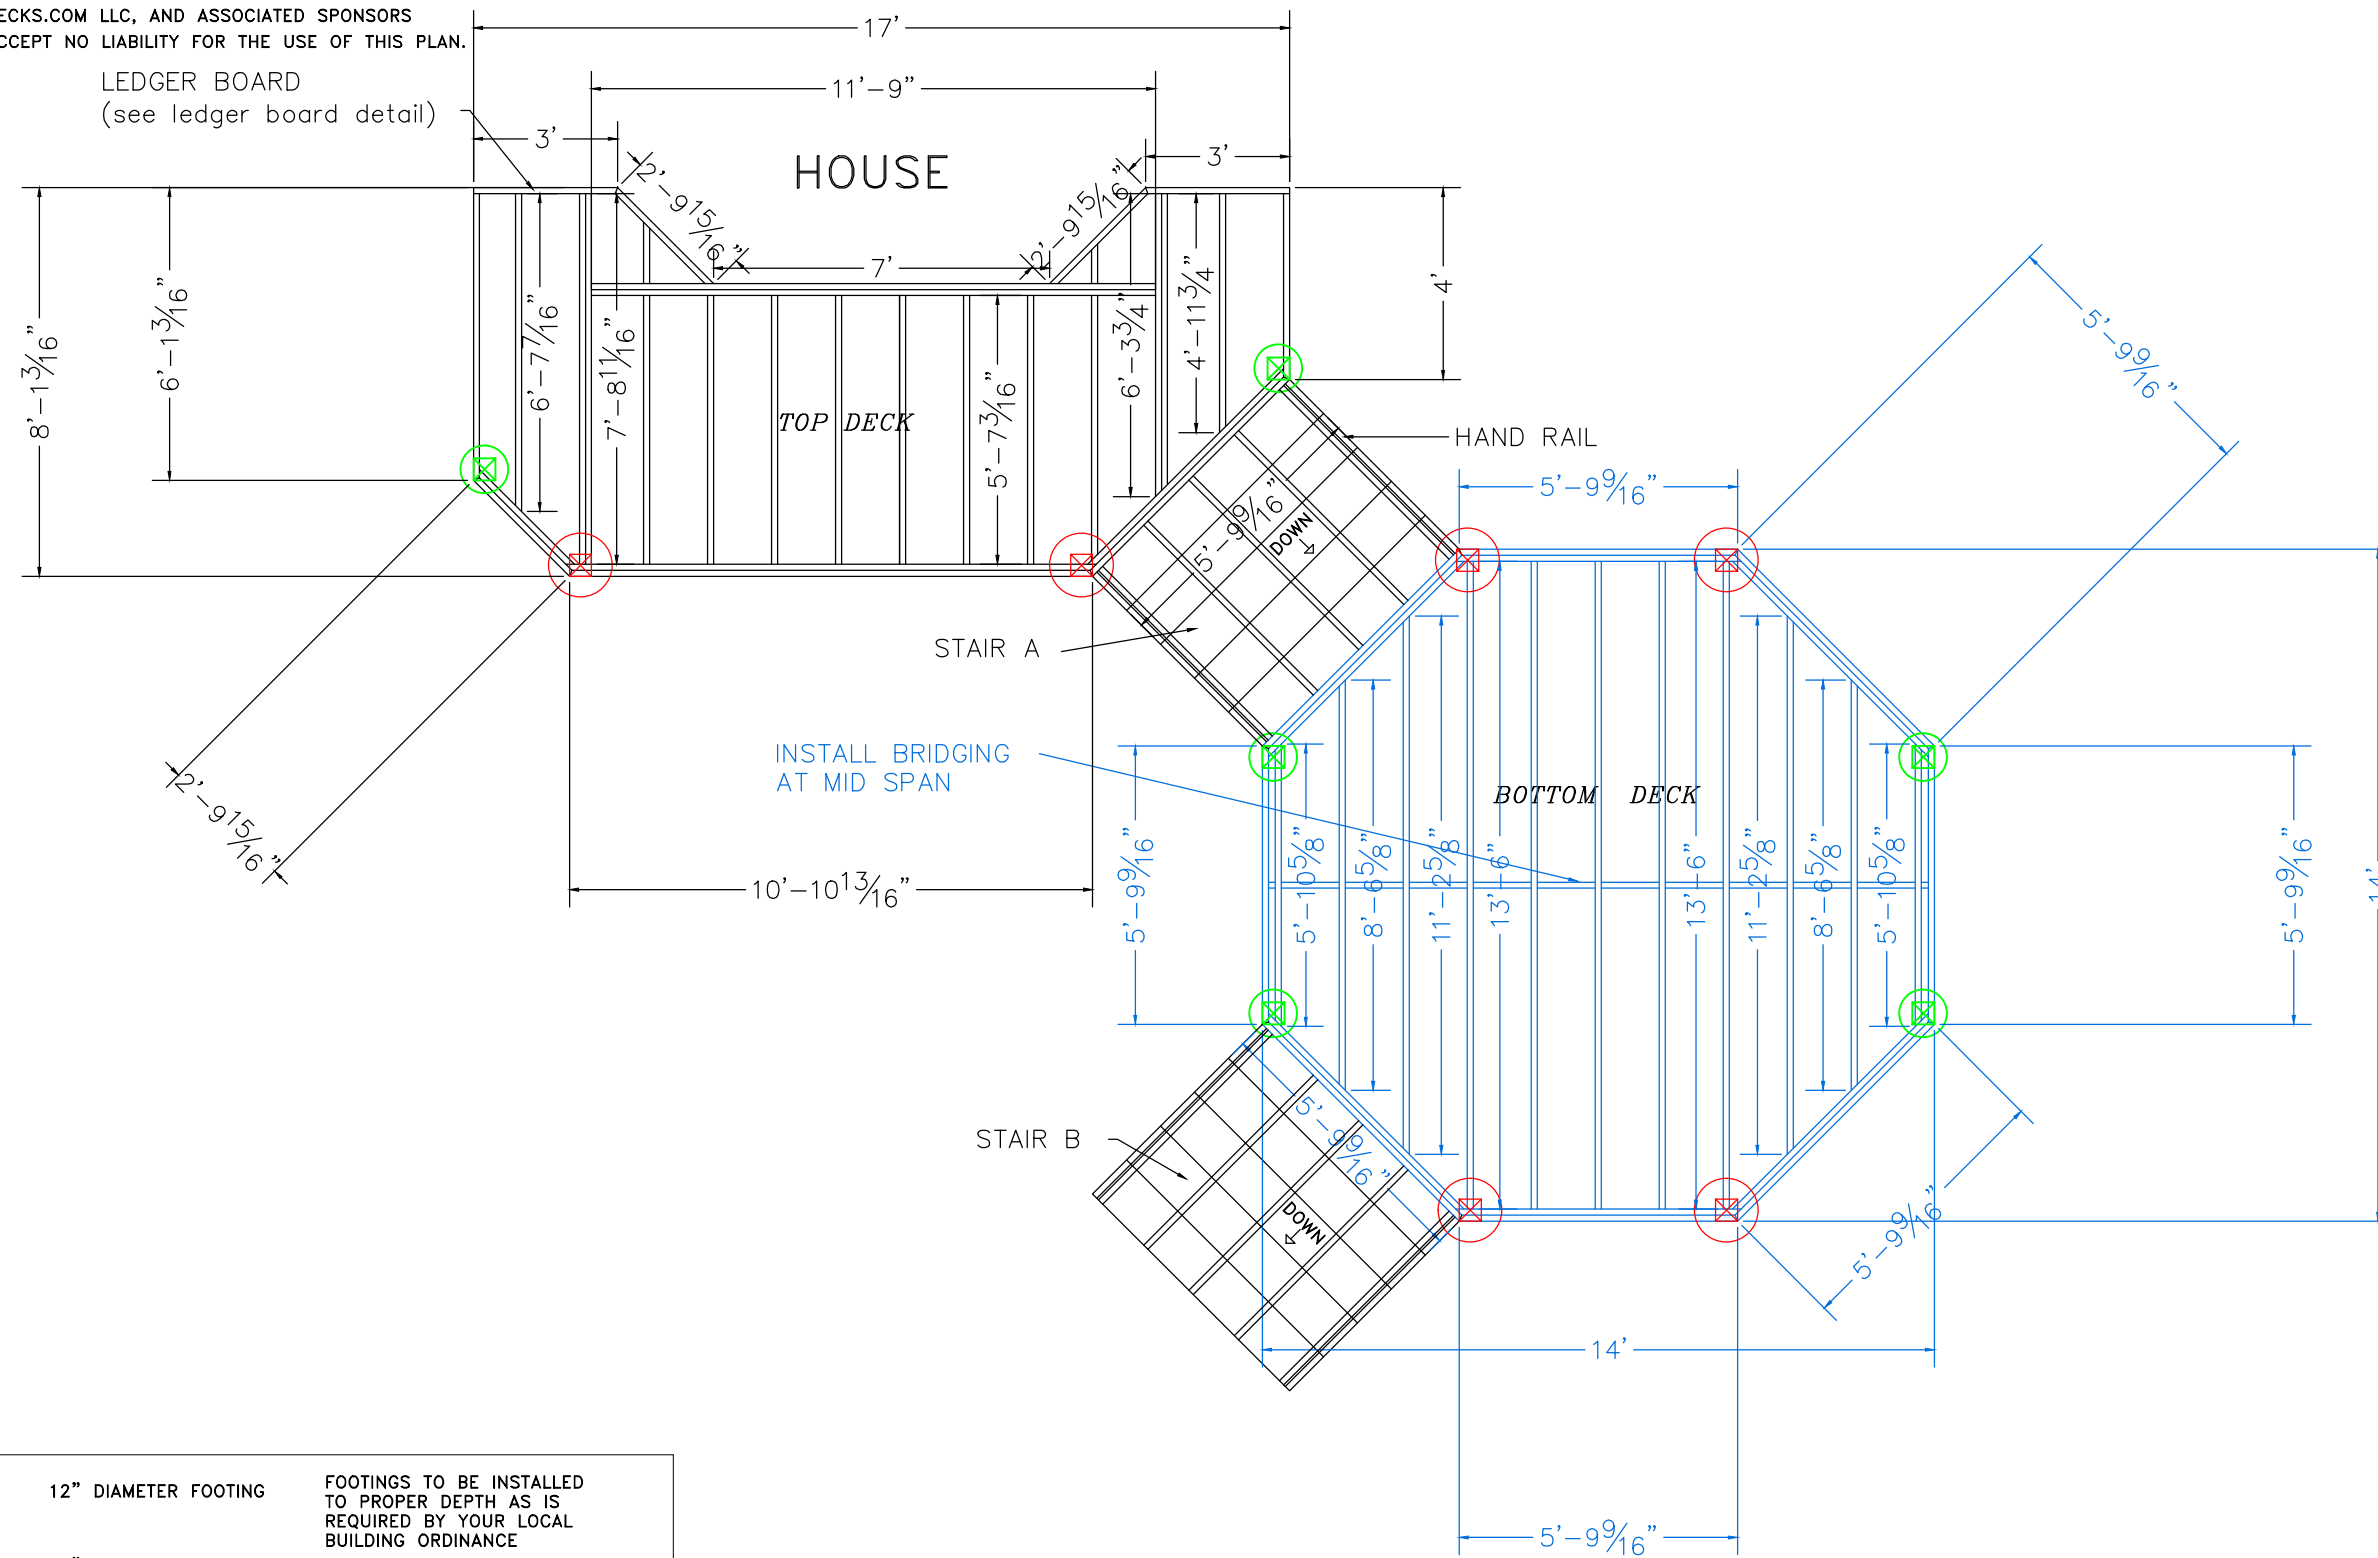 ECKS.COM LLC, AND ASSOCIATED SPONSORS
CCEPT NO LIABILITY FOR THE USE OF THIS PLAN.
17'
LEDGER BOARD
(see ledger board detail)
11'-9"
3'
HOUSE
3'
2'-9 15/16"
2'-9 15/16"
7'
8'-1 3/16"
6'-1 3/16"
6'-7 7/16"
7'-8 11/16"
5'-7 3/16"
6'-3 3/4"
4'-11 3/4"
4'
TOP DECK
HAND RAIL
5'-9 9/16"
5'-9 9/16"
5'-9 9/16"
DOWN
STAIR A
INSTALL BRIDGING
AT MID SPAN
BOTTOM DECK
2'-9 15/16"
10'-10 13/16"
5'-9 9/16"
5'-10 5/8"
8'-6 5/8"
11'-2 5/8"
13'-6"
13'-6"
11'-2 5/8"
8'-6 5/8"
5'-10 5/8"
5'-9 9/16"
14'
STAIR B
5'-9 9/16"
DOWN
5'-9 9/16"
14'
12" DIAMETER FOOTING
FOOTINGS TO BE INSTALLED
TO PROPER DEPTH AS IS
REQUIRED BY YOUR LOCAL
BUILDING ORDINANCE
5'-9 9/16"